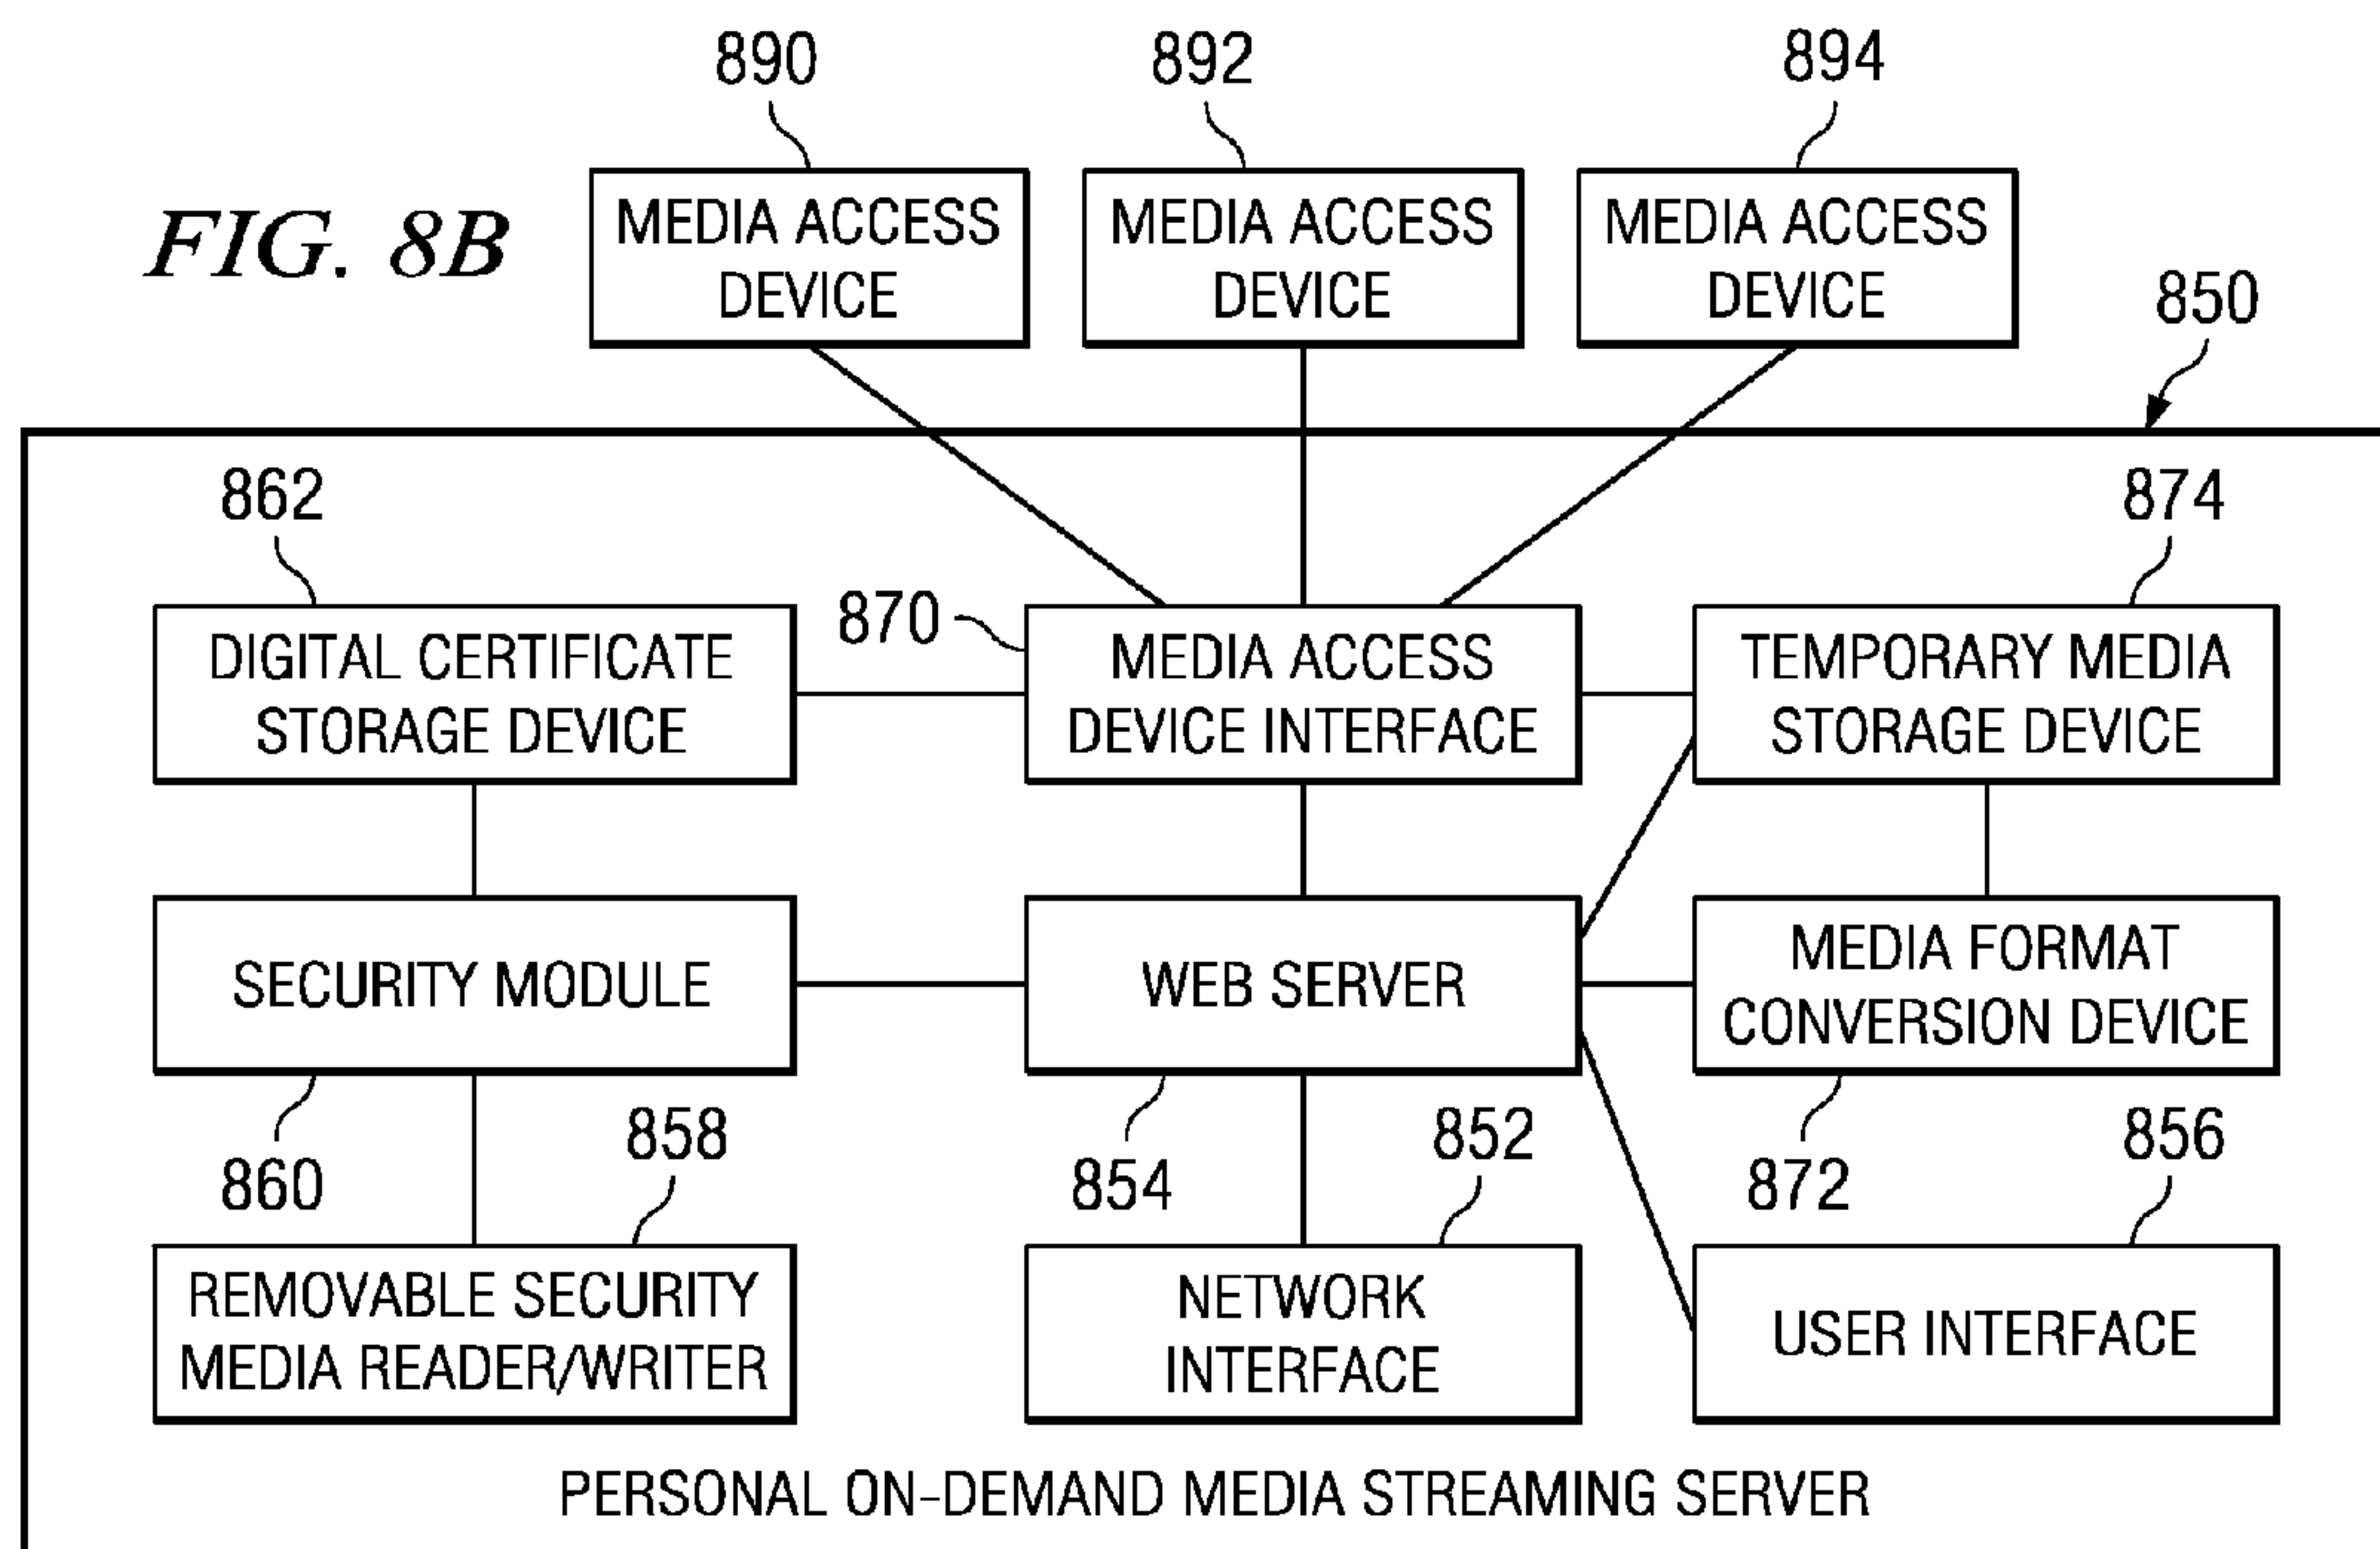 890
892
894
FIG. 8B
MEDIA ACCESS
DEVICE
MEDIA ACCESS
DEVICE
MEDIA ACCESS
DEVICE
850
862
874
870
DIGITAL CERTIFICATE
STORAGE DEVICE
MEDIA ACCESS
DEVICE INTERFACE
TEMPORARY MEDIA
STORAGE DEVICE
SECURITY MODULE
WEB SERVER
MEDIA FORMAT
CONVERSION DEVICE
860
858
854
852
872
856
REMOVABLE SECURITY
MEDIA READER/WRITER
NETWORK
INTERFACE
USER INTERFACE
PERSONAL ON-DEMAND MEDIA STREAMING SERVER